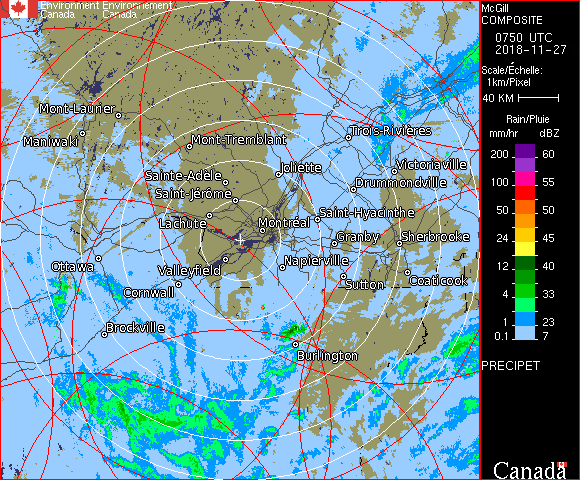 Environment Environnement
Canada Canada
Mont-Laurier
Maniwaki
Mont-Tremblant
Trois-Rivières
Joliette
Victoriaville
Sainte-Adèle
Drummondville
Saint-Jérôme
Saint-Hyacinthe
Lachute
Montréal
Granby
Sherbrooke
Ottawa
Valleyfield
Napierville
Coaticook
Cornwall
Sutton
Brockville
Burlington
McGill
COMPOSITE
0750 UTC
2018-11-27
Scale/Échelle:
1km/Pixel
40 KM
Rain/Pluie
mm/hr dBZ
200 60
100 55
50 50
24 45
12 40
4 33
1 23
0.1 7
PRECIPET
Canada